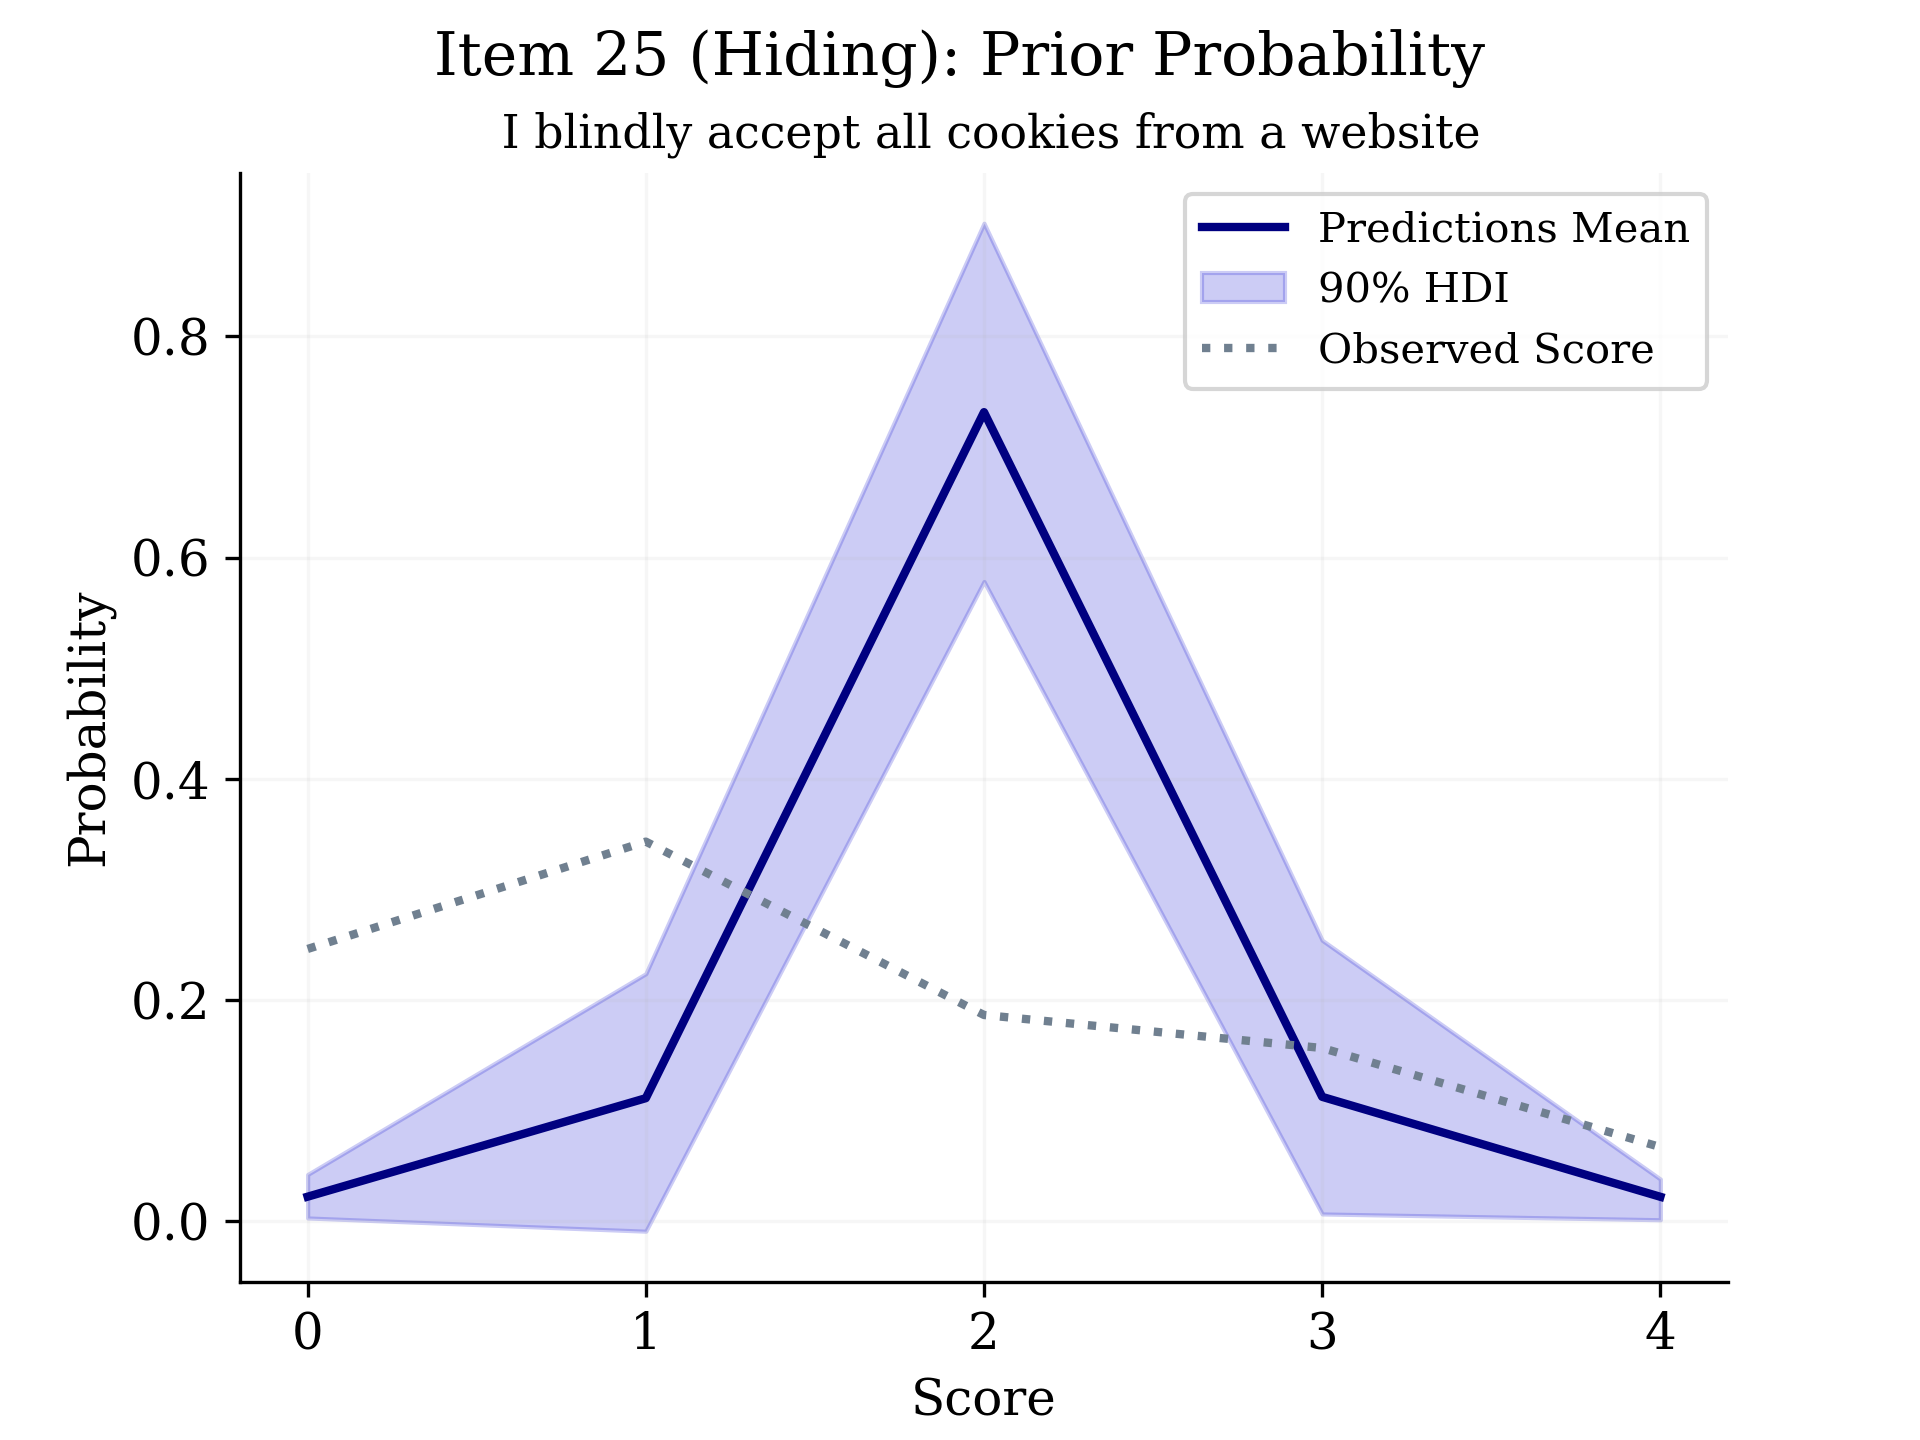 Item 25 (Hiding): Prior Probability
I blindly accept all cookies from a website
Predictions Mean
90% HDI
Observed Score
Probability
0.8
0.6
0.4
0.2
0.0
0 1 2 3 4
Score